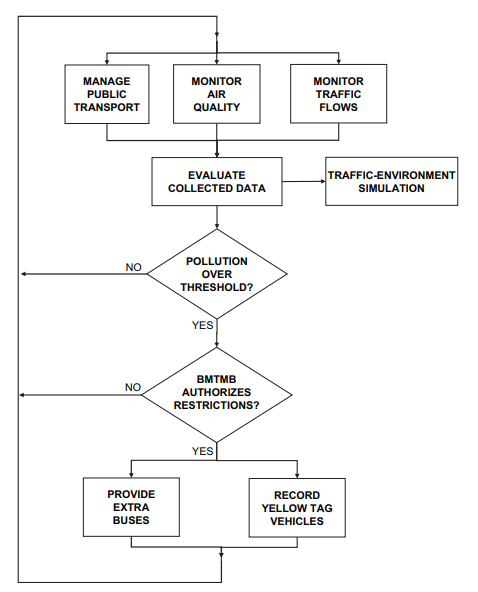 MANAGE
PUBLIC
TRANSPORT
MONITOR
AIR
QUALITY
MONITOR
TRAFFIC
FLOWS
EVALUATE
COLLECTED DATA
TRAFFIC-ENVIRONMENT
SIMULATION
POLLUTION
OVER
THRESHOLD?
NO
YES
BMTMB
AUTHORIZES
RESTRICTIONS?
NO
YES
PROVIDE
EXTRA
BUSES
RECORD
YELLOW TAG
VEHICLES